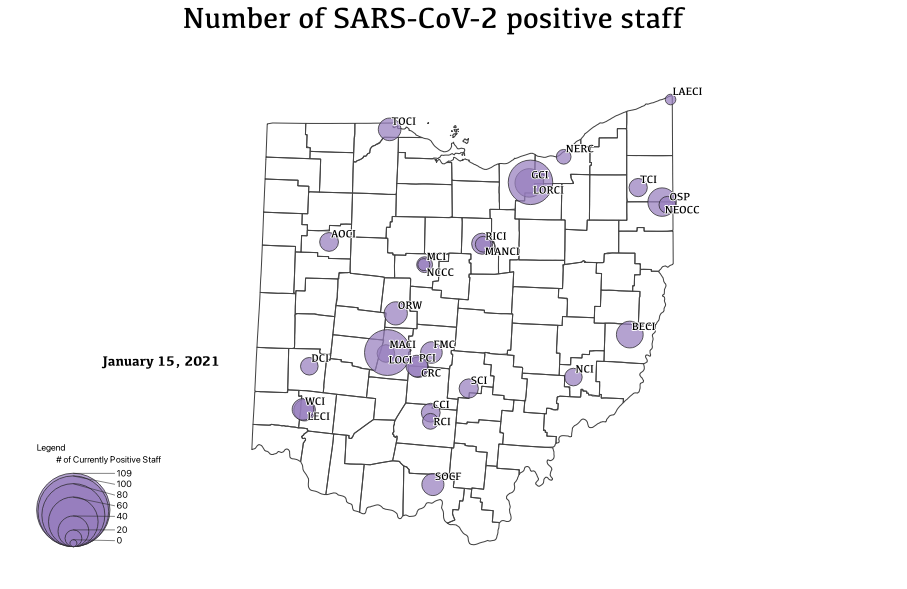 Number of SARS-CoV-2 positive staff
LAECI
TOCI
NERC
GCI
LORCI
TCI
OSP
NEOCC
AOCI
RICI
MANCI
MCI
NCCC
ORW
BECI
MACI
LOCI
FMC
PCI
CRC
January 15, 2021
DCI
NCI
SCI
WCI
LECI
CCI
RCI
SOCF
Legend
# of Currently Positive Staff
109
100
80
60
40
20
0